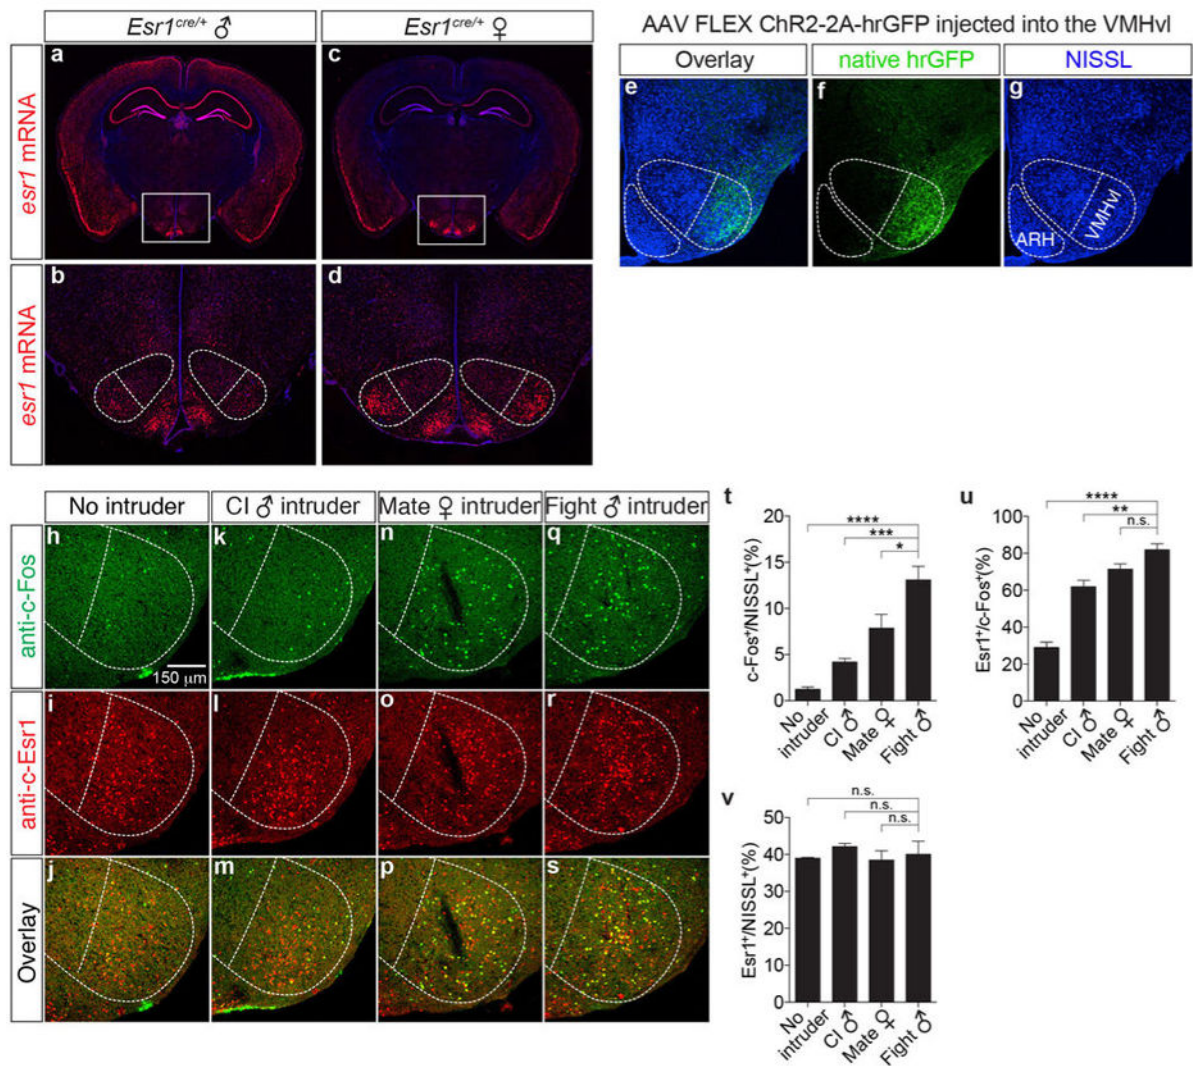 Esr1cre/+ ♂
Esr1cre/+ ♀
esr1 mRNA
a
c
esr1 mRNA
b
d
AAV FLEX ChR2-2A-hrGFP injected into the VMHvl
Overlay
native hrGFP
NISSL
e
f
g
ARH
VMHvl
No intruder
CI ♂ intruder
Mate ♀ intruder
Fight ♂ intruder
anti-c-Fos
h
k
n
q
150 µm
anti-c-Esr1
i
l
o
r
Overlay
j
m
p
s
t
c-Fos+/NISSL+(%)
20
15
10
5
0
****
***
*
No intruder
CI ♂
Mate ♀
Fight ♂
u
Esr1+/c-Fos+(%)
100
80
60
40
20
0
****
**
n.s.
No intruder
CI ♂
Mate ♀
Fight ♂
v
Esr1+/NISSL+(%)
50
40
30
20
10
0
n.s.
n.s.
n.s.
No intruder
CI ♂
Mate ♀
Fight ♂